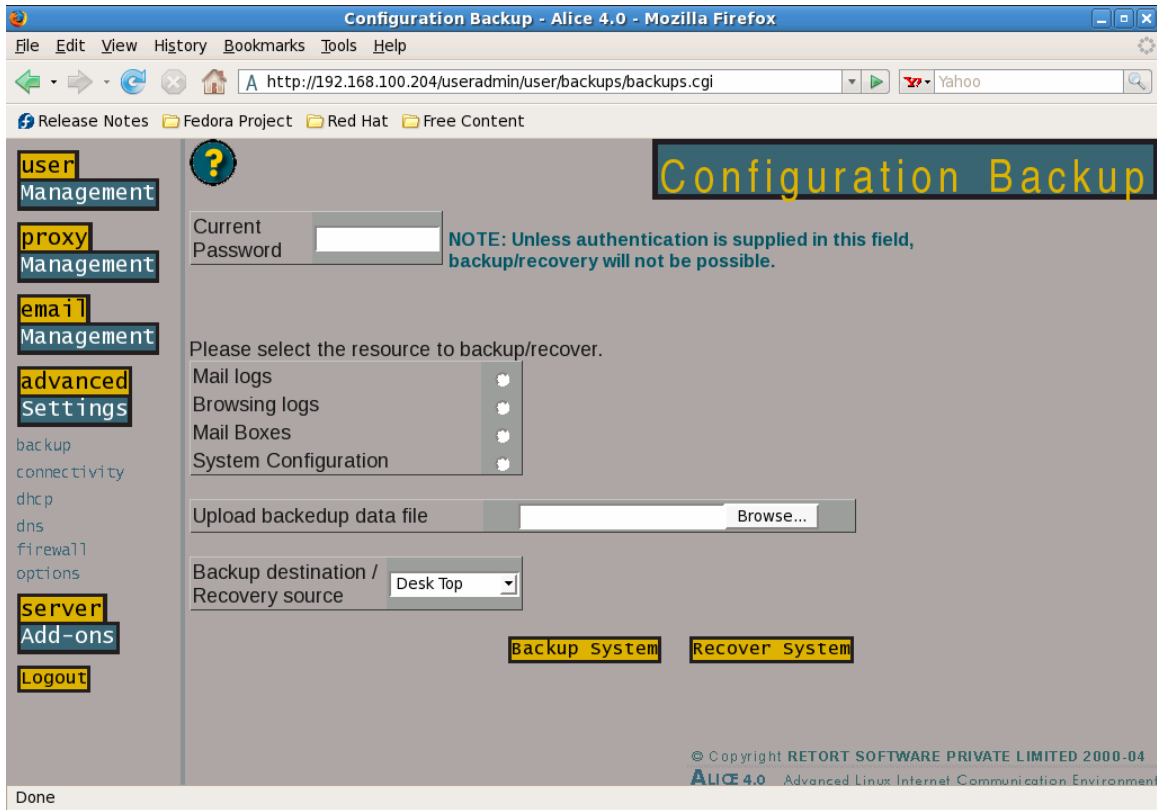 Configuration Backup - Alice 4.0 - Mozilla Firefox
File Edit View History Bookmarks Tools Help
http://192.168.100.204/useradmin/user/backups/backups.cgi
Yahoo
Release Notes Fedora Project Red Hat Free Content
user
Management
proxy
Management
email
Management
advanced
Settings
backup
connectivity
dhcp
dns
firewall
options
server
Add-ons
Logout
?
Configuration Backup
Current
Password
NOTE: Unless authentication is supplied in this field,
backup/recovery will not be possible.
Please select the resource to backup/recover.
Mail logs
Browsing logs
Mail Boxes
System Configuration
Upload backedup data file Browse...
Backup destination /
Recovery source
Desk Top
Backup System Recover System
© Copyright RETORT SOFTWARE PRIVATE LIMITED 2000-04
ALICE 4.0 Advanced Linux Internet Communication Environment
Done